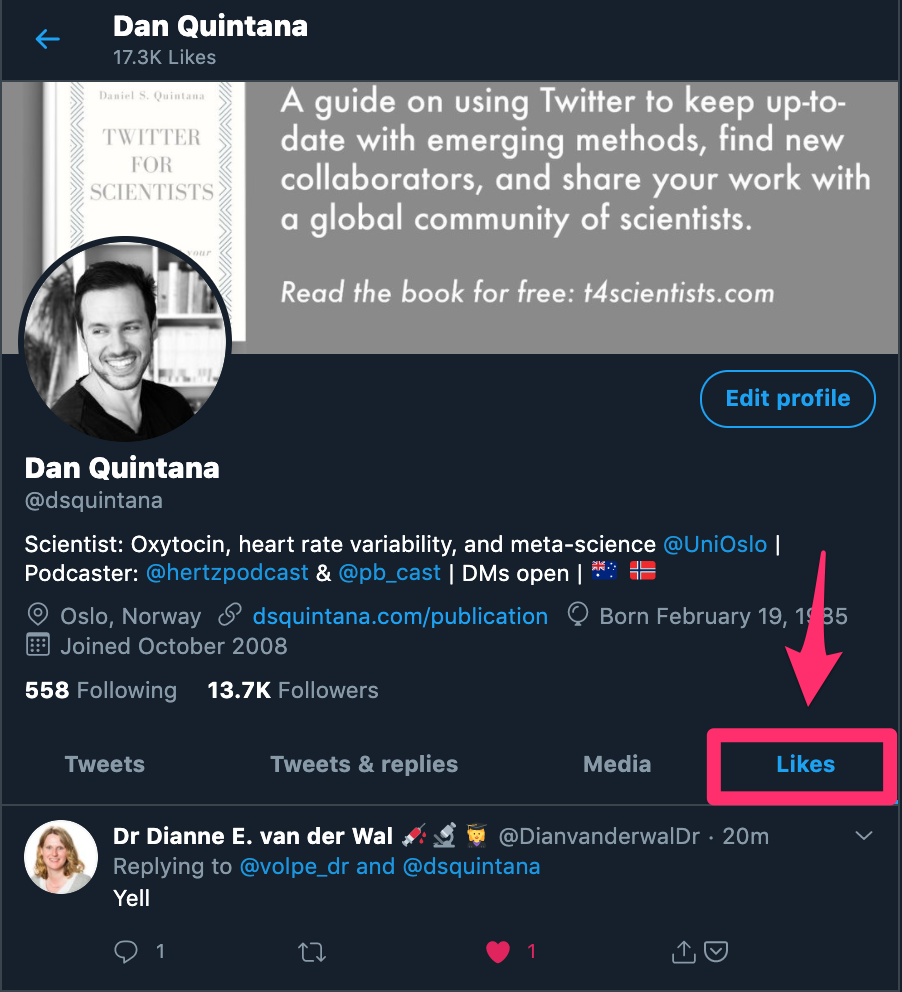 Dan Quintana
17.3K Likes
Daniel S. Quintana
TWITTER
FOR
SCIENTISTS
your
A guide on using Twitter to keep up-to-
date with emerging methods, find new
collaborators, and share your work with
a global community of scientists.
Read the book for free: t4scientists.com
Edit profile
Dan Quintana
@dsquintana
Scientist: Oxytocin, heart rate variability, and meta-science @UniOslo |
Podcaster: @hertzpodcast & @pb_cast | DMs open | 🇦🇺 🇳🇴
Oslo, Norway dsquintana.com/publication Born February 19, 1985
Joined October 2008
558 Following 13.7K Followers
Tweets Tweets & replies Media Likes
Dr Dianne E. van der Wal 💉🔬👩‍🎓 @DianvanderwalDr · 20m
Replying to @volpe_dr and @dsquintana
Yell
1 1